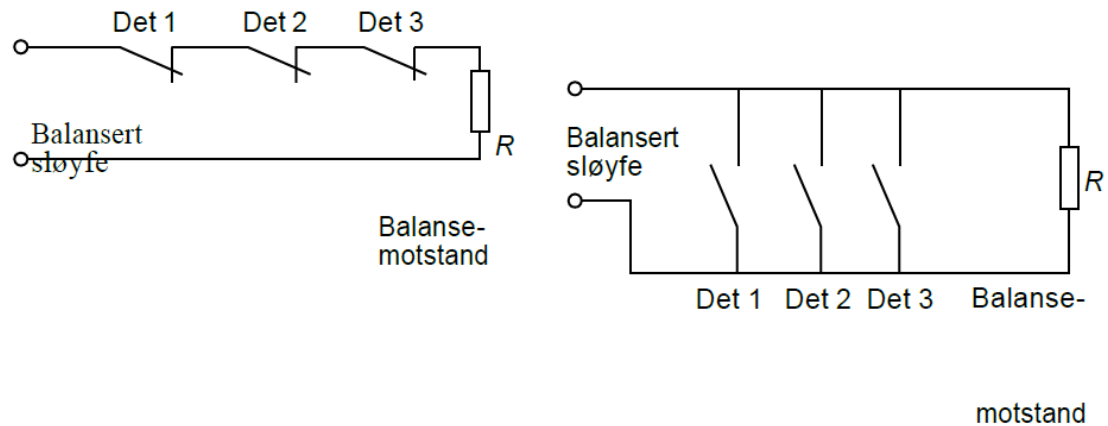 Det 1 Det 2 Det 3
Balansert
sløyfe
R
Balanse-
motstand
Balansert
sløyfe
R
Det 1 Det 2 Det 3 Balanse-
motstand